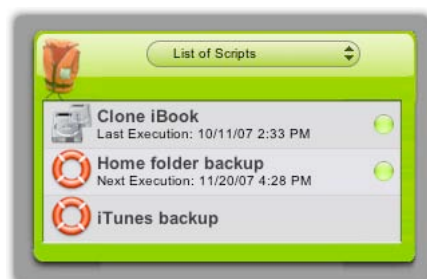 List of Scripts
Clone iBook
Last Execution: 10/11/07 2:33 PM
Home folder backup
Next Execution: 11/20/07 4:28 PM
iTunes backup